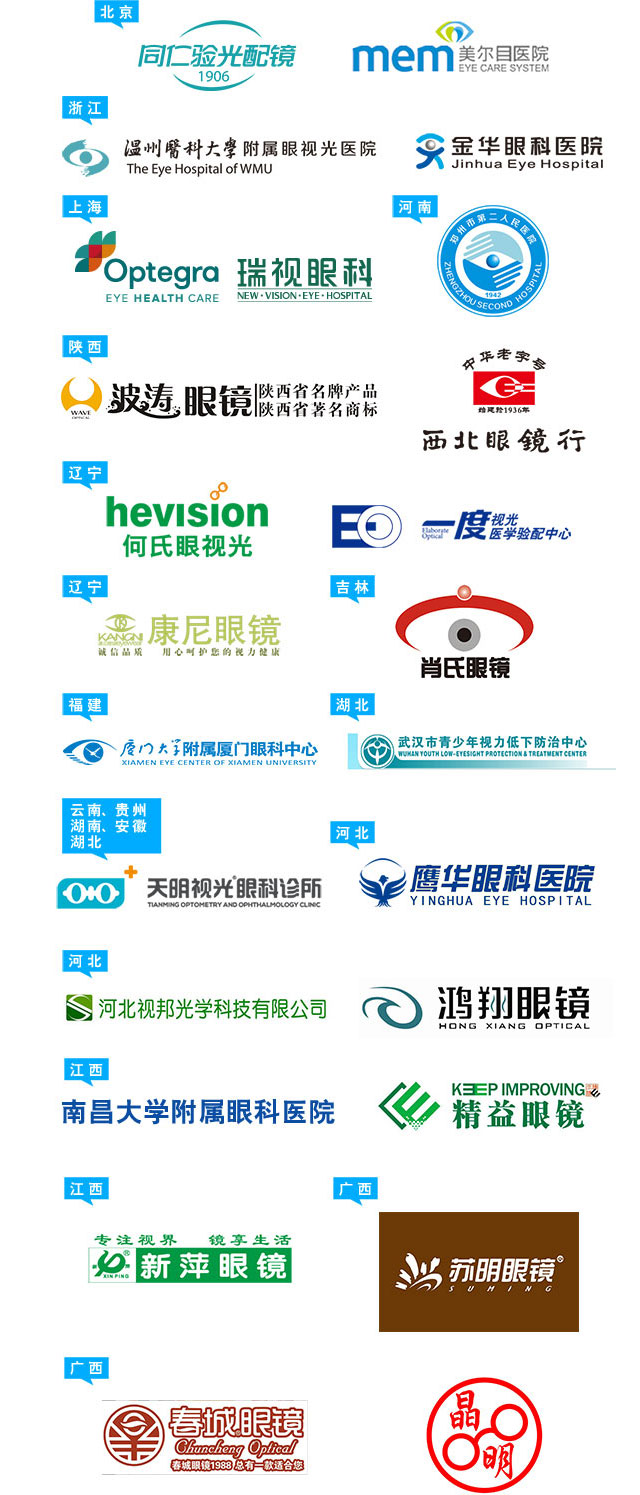 北京
同仁验光配镜
1906
mem 美尔目医院
EYE CARE SYSTEM
浙江
温州医科大学附属眼视光医院
The Eye Hospital of WMU
金华眼科医院
Jinhua Eye Hospital
上海
Optegra
EYE HEALTH CARE
瑞视眼科
NEW·VISION·EYE·HOSPITAL
河南
郑州市第二人民医院
ZHENGZHOU SECOND HOSPITAL
1942
陕西
WAVE
OPTICAL
波涛眼镜
陕西省名牌产品
陕西省著名商标
中华老字号
始建於1936年
西北眼鏡行
辽宁
hevision
何氏眼视光
EO
Elaborate
Optical
一度视光
医学验配中心
辽宁
KANGNI
康尼眼镜
诚信品质 用心呵护您的视力健康
吉林
肖氏眼镜
福建
厦门大学附属厦门眼科中心
XIAMEN EYE CENTER OF XIAMEN UNIVERSITY
湖北
武汉市青少年视力低下防治中心
WUHAN YOUTH LOW-EYESIGHT PROTECTION & TREATMENT CENTER
云南、贵州
湖南、安徽
湖北
天明视光®眼科诊所
TIANMING OPTOMETRY AND OPHTHALMOLOGY CLINIC
河北
鹰华眼科医院
YINGHUA EYE HOSPITAL
河北
河北视邦光学科技有限公司
鸿翔眼镜
HONG XIANG OPTICAL
江西
南昌大学附属眼科医院
KEEP IMPROVING
精益眼镜
江西
专注视界 镜享生活
XINPING
®
新萍眼镜
广西
苏明眼镜®
SUMING
广西
春城眼镜
Chuncheng Optical
春城眼镜1988 总有一款适合您
晶
明